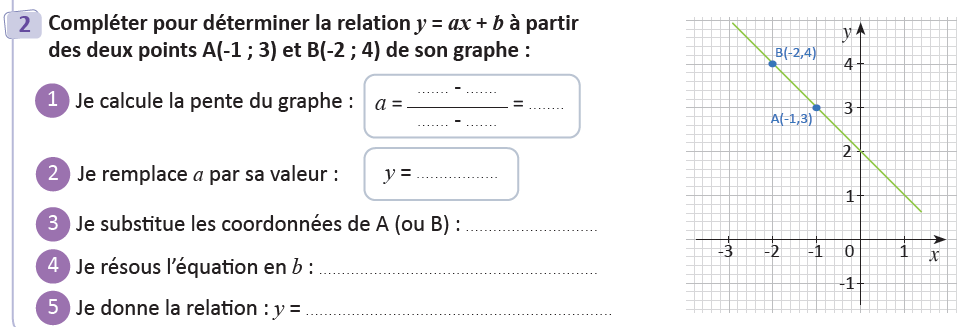 2 Compléter pour déterminer la relation y = ax + b à partir
des deux points A(-1 ; 3) et B(-2 ; 4) de son graphe :
1 Je calcule la pente du graphe : a = ....... - ....... / ....... - ....... = .......
2 Je remplace a par sa valeur : y = .................
3 Je substitue les coordonnées de A (ou B) : ...........................
4 Je résous l'équation en b : .........................................................
5 Je donne la relation : y = ...............................................................
y
B(-2,4)
4
A(-1,3)
3
2
1
-3 -2 -1 0 1 x
-1